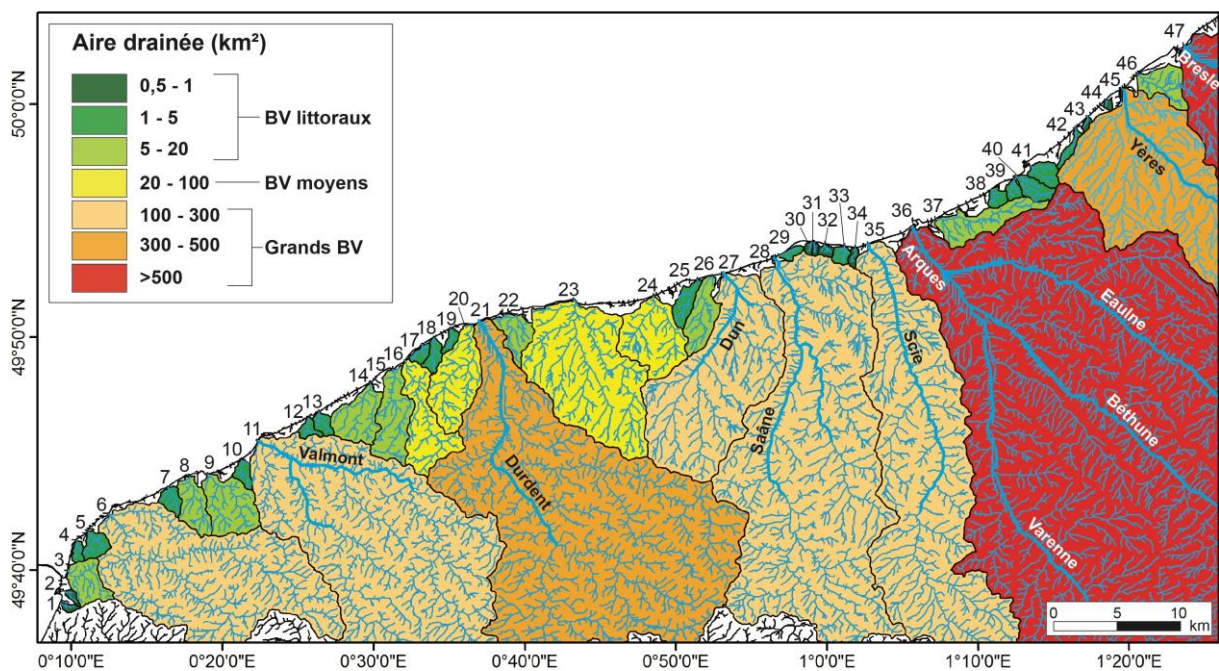 Aire drainée (km²)
0,5 - 1
1 - 5
5 - 20
20 - 100
100 - 300
300 - 500
>500
BV littoraux
BV moyens
Grands BV
50°0'0"N
49°50'0"N
49°40'0"N
1
2
3
4
5
6
7
8
9
10
11
12
13
14
15
16
17
18
19
20
21
22
23
24
25
26
27
28
29
30
31
32
33
34
35
36
37
38
39
40
41
42
43
44
45
46
47
Valmont
Durdent
Dun
Saâne
Scie
Arques
Eaulne
Béthune
Varenne
Yères
Bresle
0 5 10
km
0°10'0"E 0°20'0"E 0°30'0"E 0°40'0"E 0°50'0"E 1°0'0"E 1°10'0"E 1°20'0"E